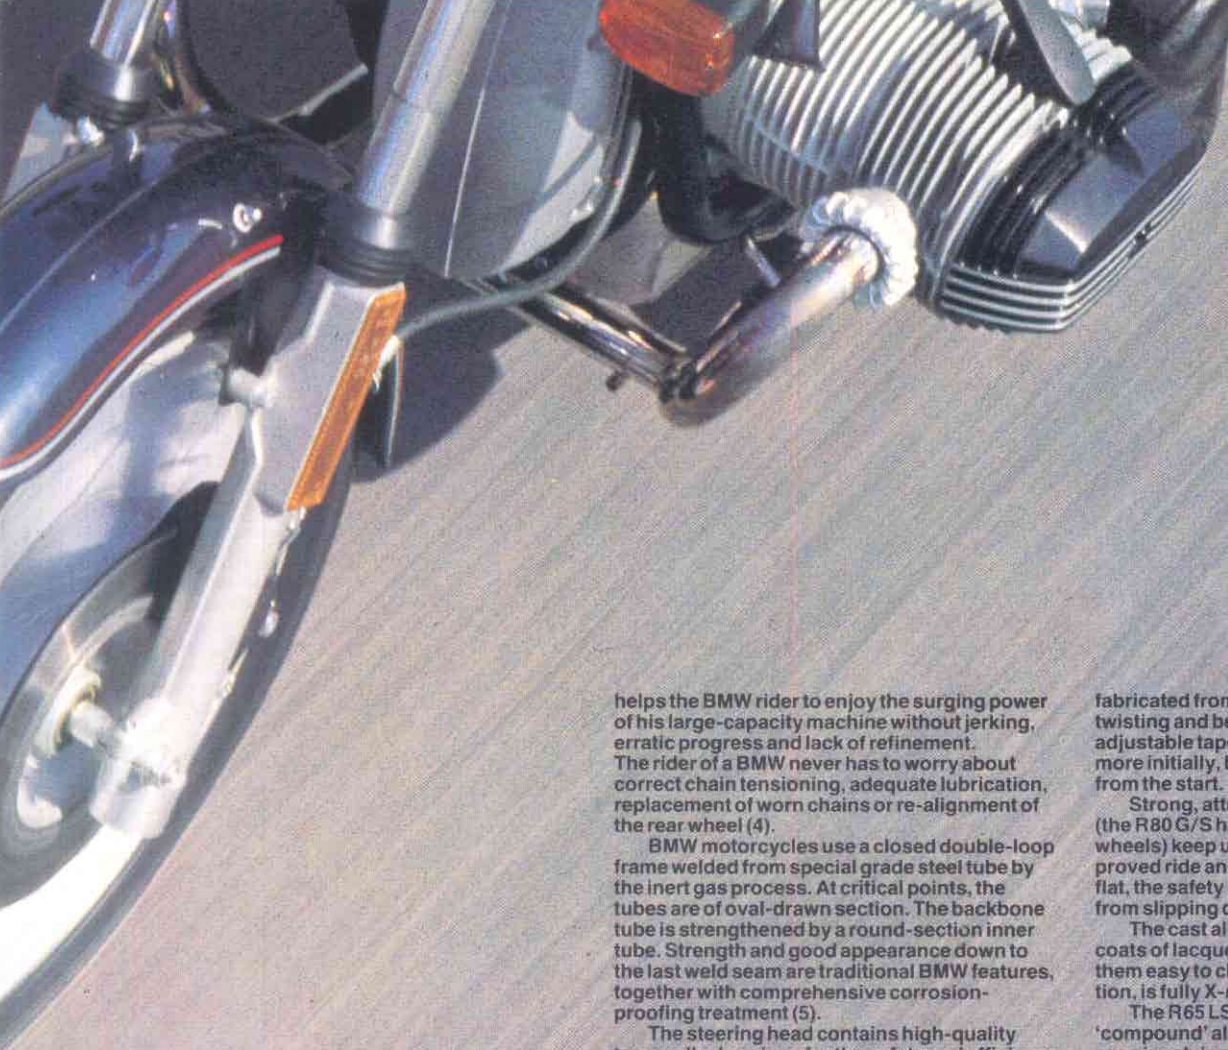 helps the BMW rider to enjoy the surging power
of his large-capacity machine without jerking,
erratic progress and lack of refinement.
The rider of a BMW never has to worry about
correct chain tensioning, adequate lubrication,
replacement of worn chains or re-alignment of
the rear wheel (4).
BMW motorcycles use a closed double-loop
frame welded from special grade steel tube by
the inert gas process. At critical points, the
tubes are of oval-drawn section. The backbone
tube is strengthened by a round-section inner
tube. Strength and good appearance down to
the last weld seam are traditional BMW features,
together with comprehensive corrosion-
proofing treatment (5).
The steering head contains high-quality
fabricated from
twisting and be
adjustable tap
more initially, b
from the start.
Strong, att
(the R80 G/S h
wheels) keep u
proved ride an
flat, the safety
from slipping o
The cast al
coats of lacque
them easy to cl
tion, is fully X-r
The R65 LS
'compound' al